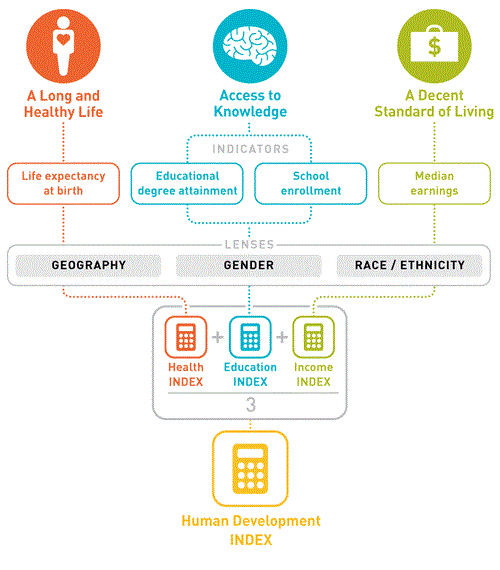 $
A Long and
Healthy Life
Access to
Knowledge
A Decent
Standard of Living
INDICATORS
Life expectancy
at birth
Educational
degree attainment
School
enrollment
Median
earnings
LENSES
GEOGRAPHY
GENDER
RACE / ETHNICITY
+ +
Health
INDEX
Education
INDEX
Income
INDEX
3
Human Development
INDEX